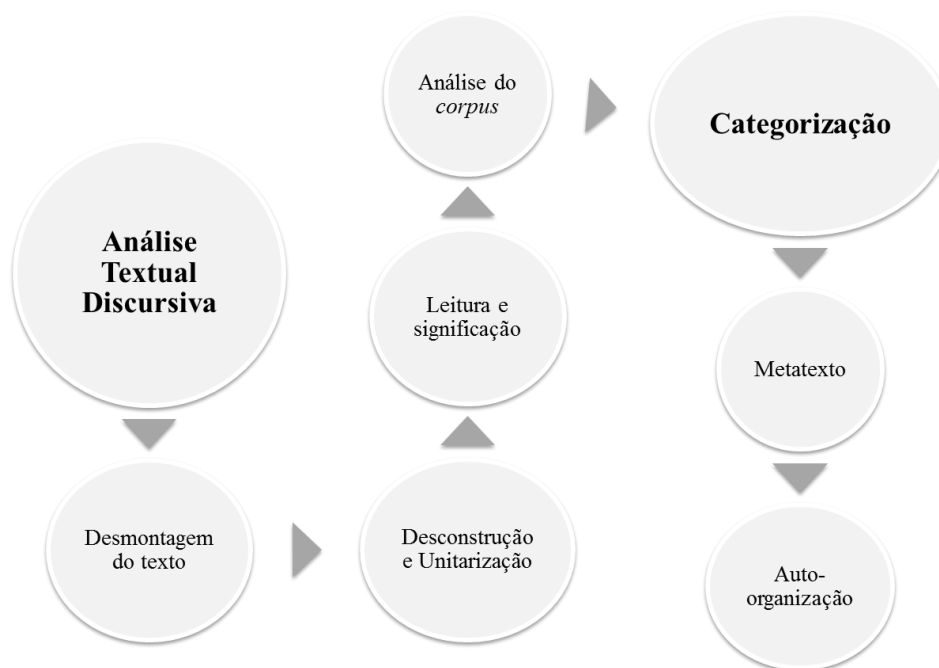 Análise
Textual
Discursiva
Desmontagem
do texto
Desconstrução
e Unitarização
Leitura e
significação
Análise do
corpus
Categorização
Metatexto
Auto-
organização